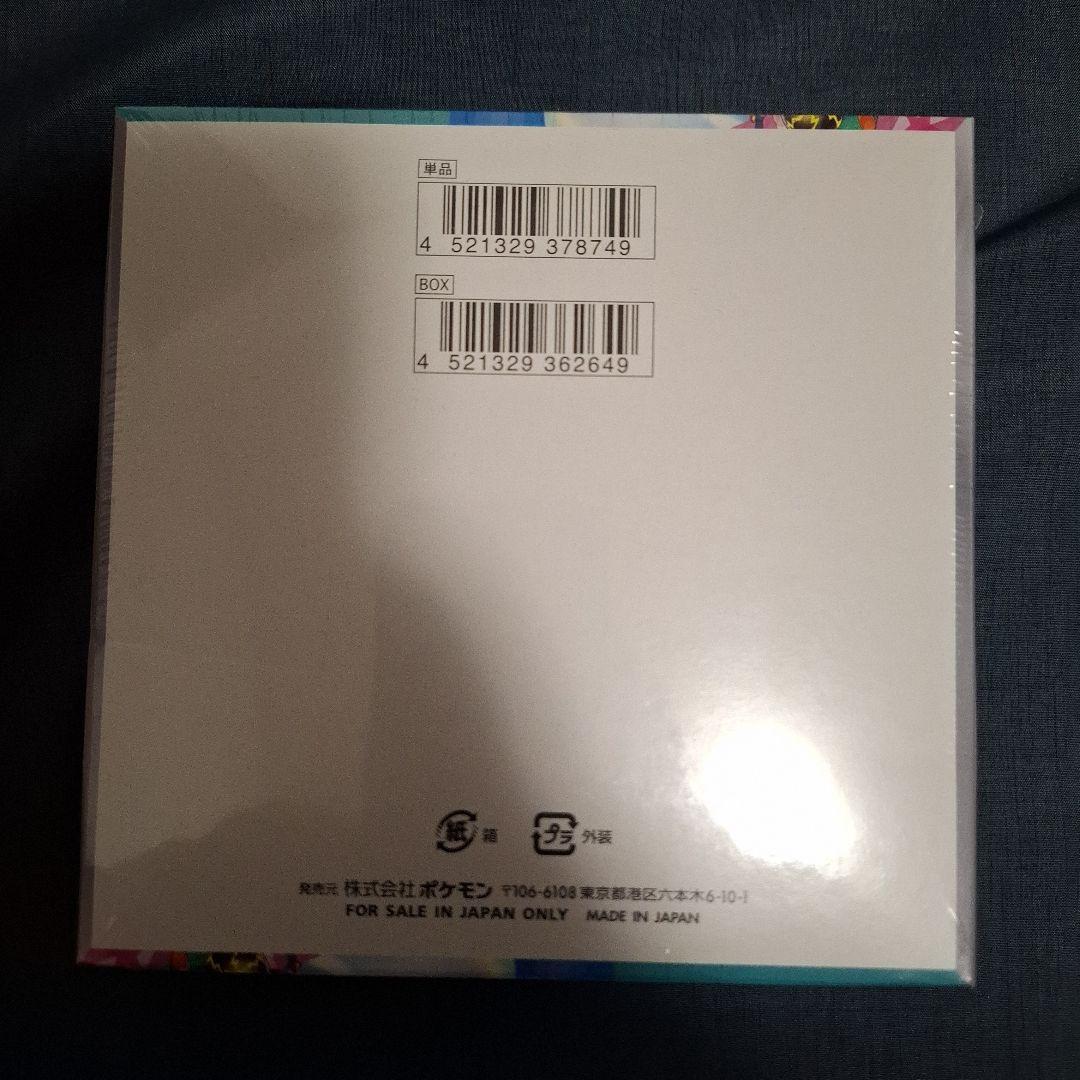 単品
4 521329 378749
BOX
4 521329 362649
紙 箱 プラ 外装
発売元 株式会社ポケモン 〒106-6108 東京都港区六本木6-10-1
FOR SALE IN JAPAN ONLY MADE IN JAPAN